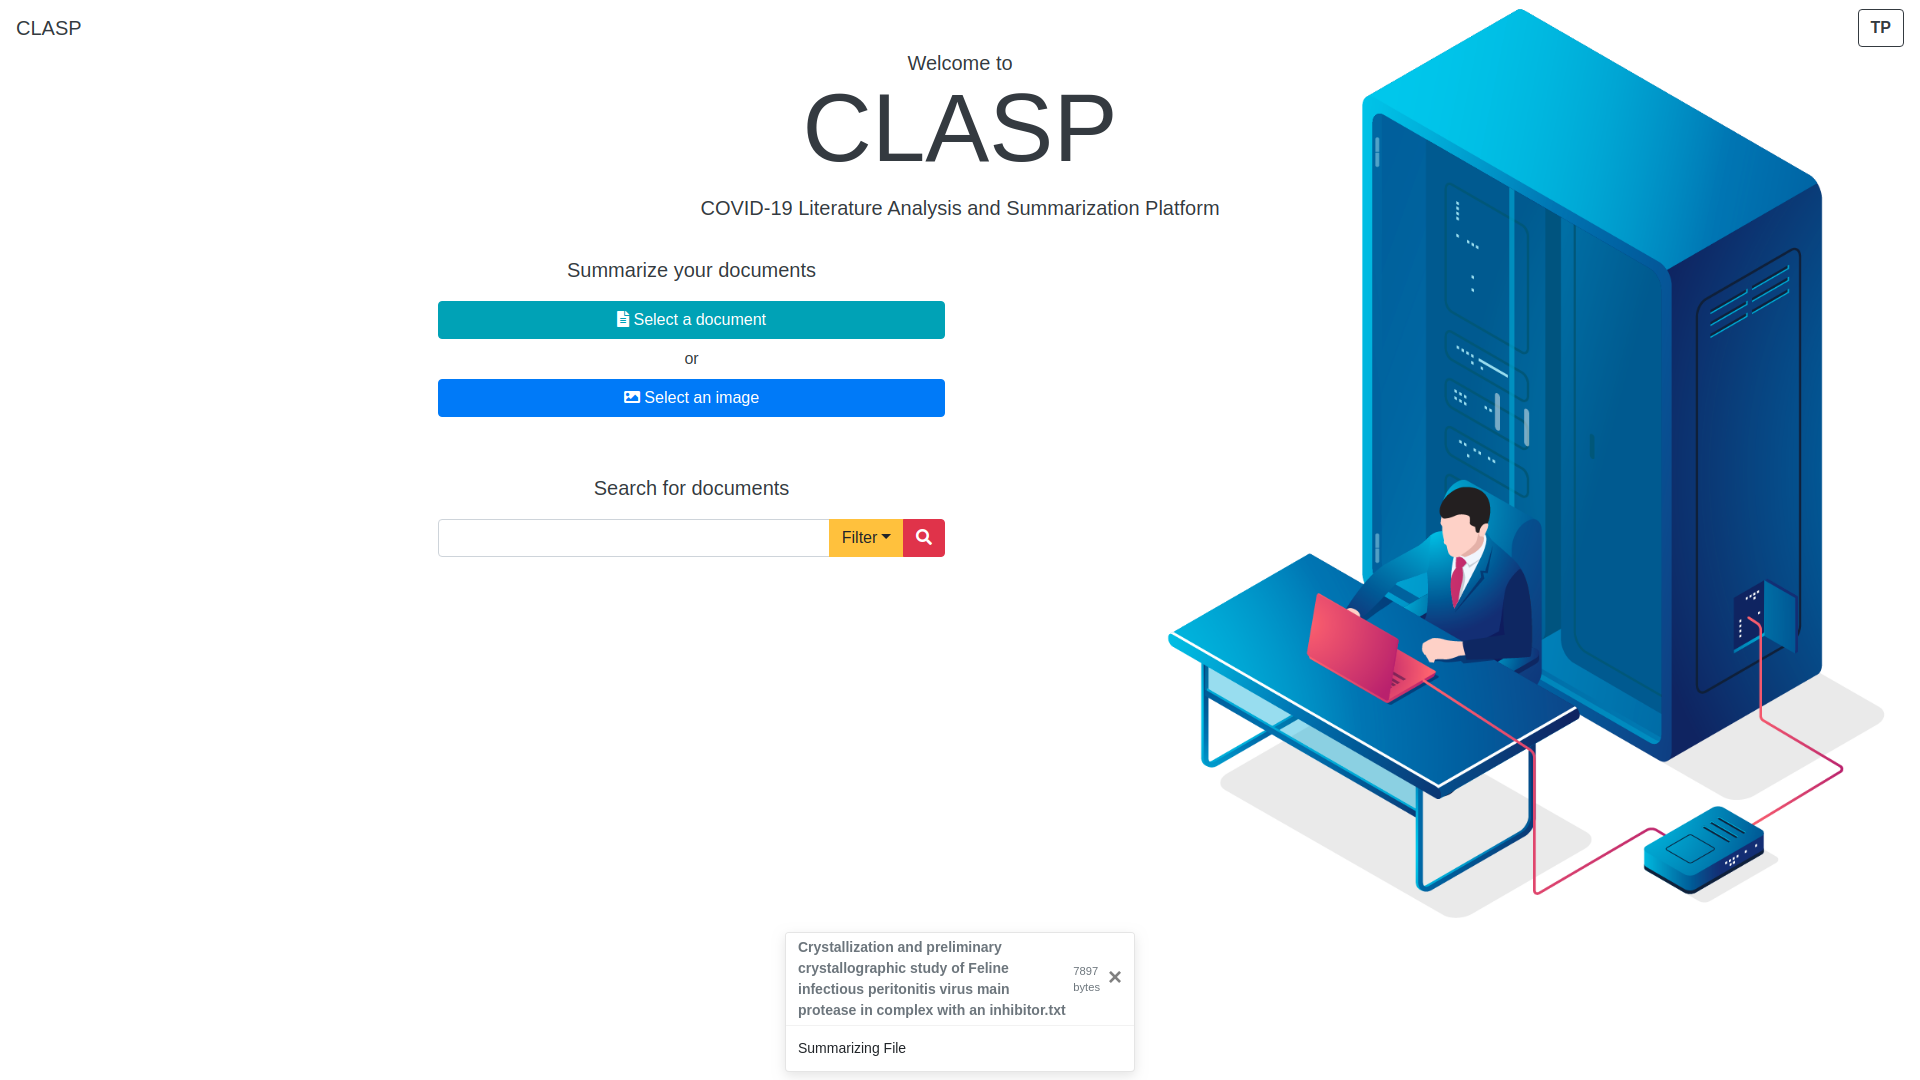 CLASP
TP
Welcome to
CLASP
COVID-19 Literature Analysis and Summarization Platform
Summarize your documents
Select a document
or
Select an image
Search for documents
Filter
Crystallization and preliminary
crystallographic study of Feline
infectious peritonitis virus main
protease in complex with an inhibitor.txt
7897
bytes
Summarizing File